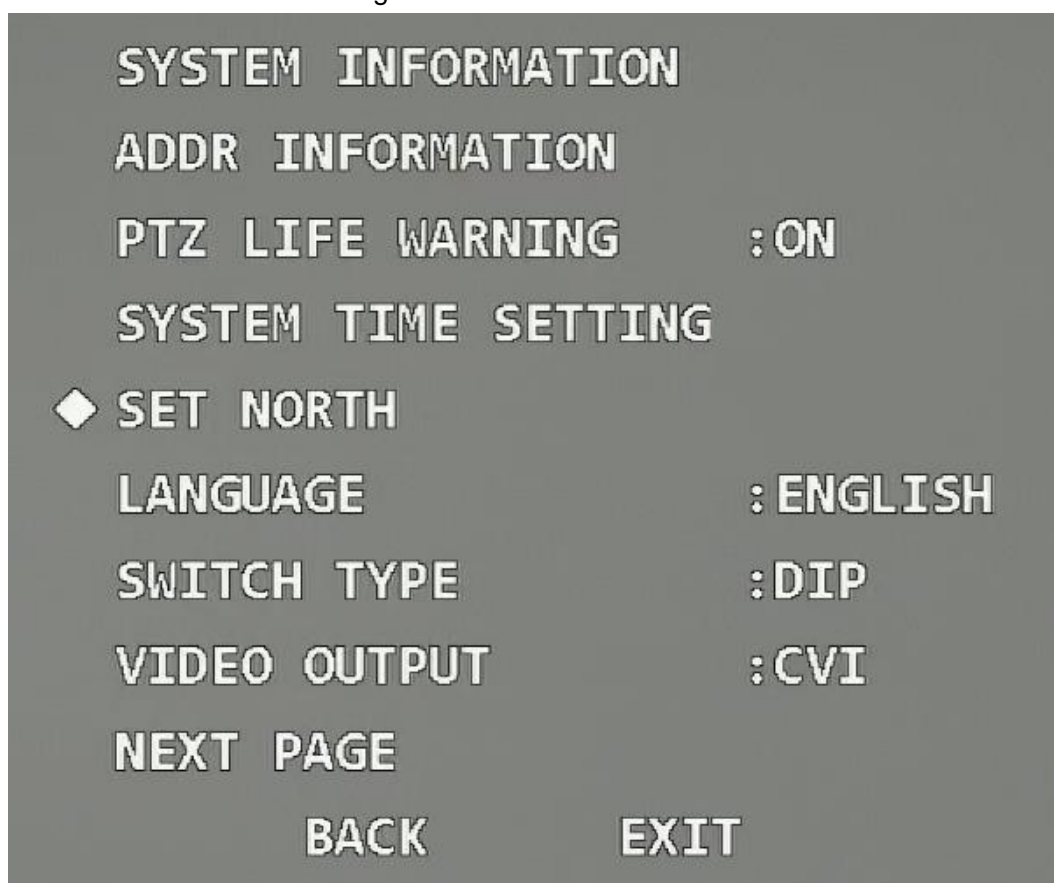 SYSTEM INFORMATION
ADDR INFORMATION
PTZ LIFE WARNING :ON
SYSTEM TIME SETTING
SET NORTH
LANGUAGE :ENGLISH
SWITCH TYPE :DIP
VIDEO OUTPUT :CVI
NEXT PAGE
BACK EXIT